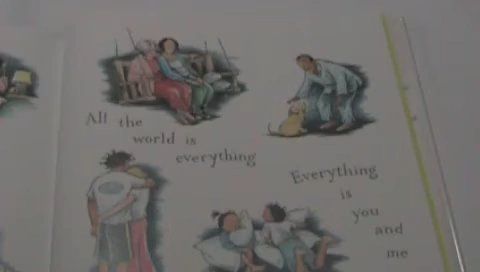 All the
world is
everything
Everything
is
you
and
me